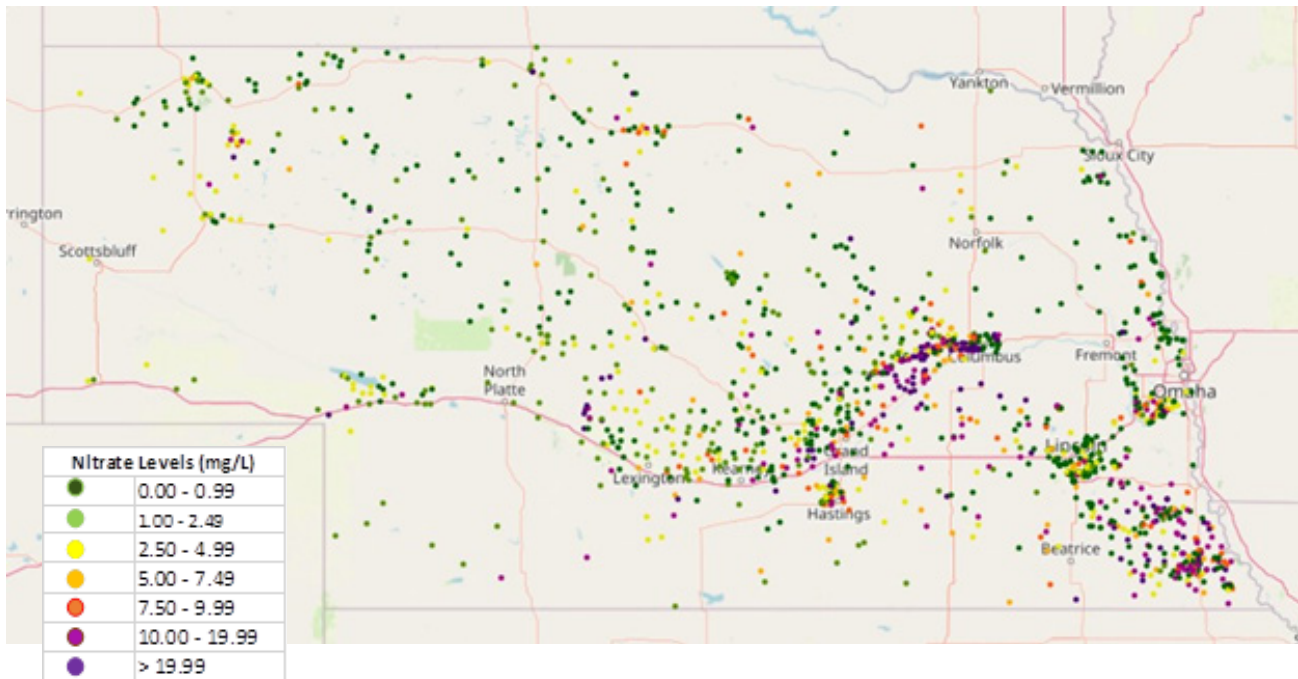 Yankton
Vermillion
Sioux City
rrington
Scottsbluff
Norfolk
Columbus
Fremont
North
Platte
Omaha
Lincoln
Grand
Island
Lexington
Kearney
Hastings
Beatrice
Nitrate Levels (mg/L)
0.00 - 0.99
1.00 - 2.49
2.50 - 4.99
5.00 - 7.49
7.50 - 9.99
10.00 - 19.99
> 19.99